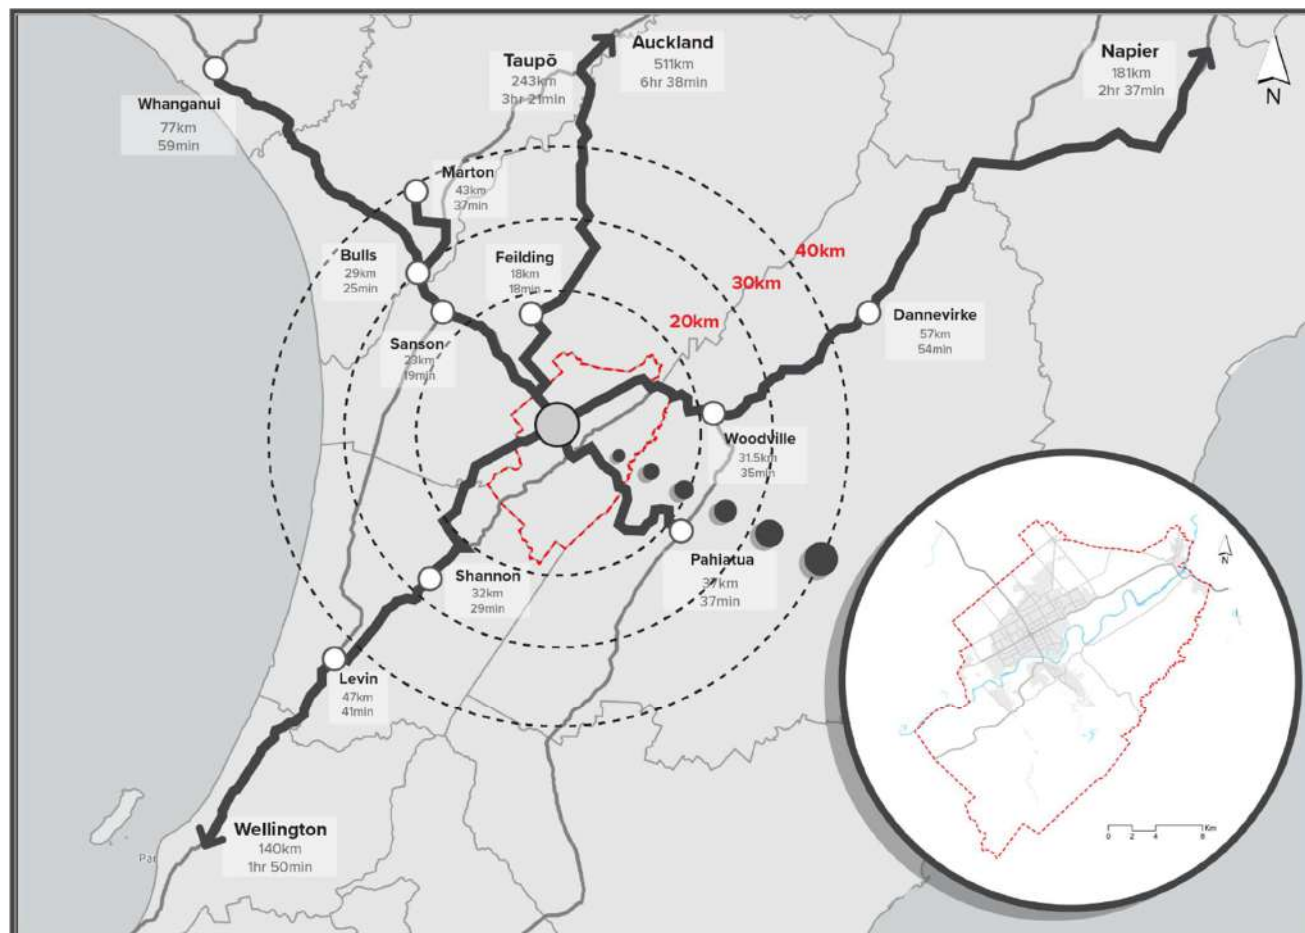 Auckland
511km
6hr 38min
Taupō
243km
3hr 21min
Napier
181km
2hr 37min
N
Whanganui
77km
59min
Marton
43km
37min
Bulls
29km
25min
Feilding
18km
18min
40km
30km
20km
Sanson
23km
19min
Dannevirke
57km
54min
Woodville
31.5km
35min
Pahiatua
37km
37min
Shannon
32km
29min
Levin
47km
41min
Wellington
140km
1hr 50min
Par
N
0 2 4 8 Km